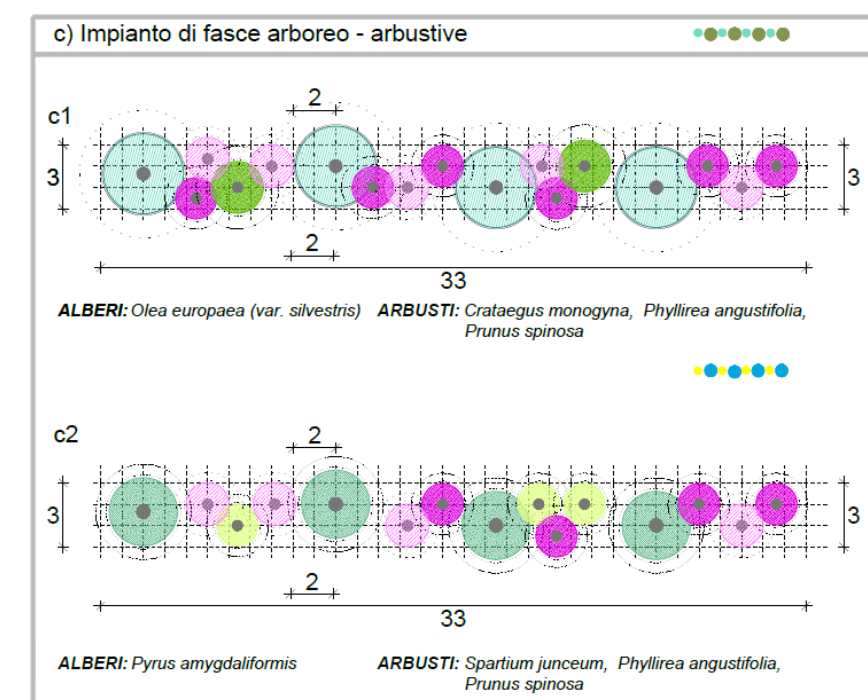 c) Impianto di fasce arboreo - arbustive
2
c1
3
3
2
33
ALBERI: Olea europaea (var. silvestris) ARBUSTI: Crataegus monogyna, Phyllirea angustifolia,
Prunus spinosa
c2
2
3
3
2
33
ALBERI: Pyrus amygdaliformis ARBUSTI: Spartium junceum, Phyllirea angustifolia,
Prunus spinosa